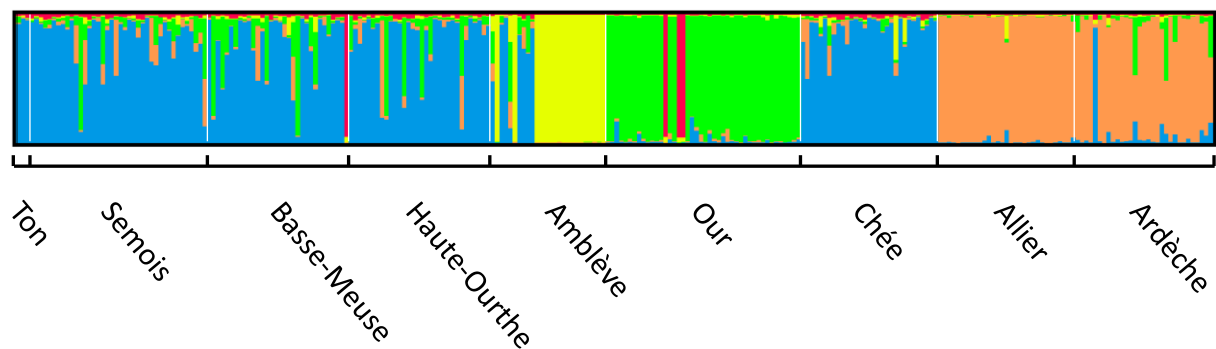 Ton
Semois
Basse-Meuse
Haute-Ourthe
Amblève
Our
Chée
Allier
Ardèche